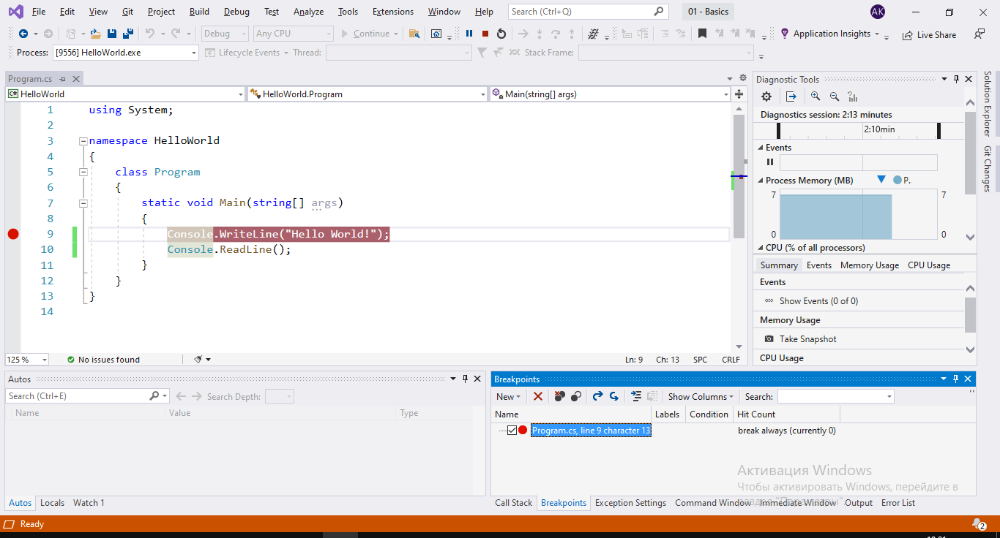 File Edit View Git Project Build Debug Test Analyze Tools Extensions Window Help Search (Ctrl+Q) 01 - Basics AK
Debug Any CPU Continue Application Insights Live Share
Process: [9556] HelloWorld.exe Lifecycle Events Thread: Stack Frame:
Program.cs
HelloWorld HelloWorld.Program Main(string[] args)
1 using System;
2
3 namespace HelloWorld
4 {
5 class Program
6 {
7 static void Main(string[] args)
8 {
9 Console.WriteLine("Hello World!");
10 Console.ReadLine();
11 }
12 }
13 }
14
125 % No issues found Ln: 9 Ch: 13 SPC CRLF
Diagnostic Tools
Diagnostics session: 2:13 minutes
2:10min
Events
Process Memory (MB) P..
7 7
0 0
CPU (% of all processors)
Summary Events Memory Usage CPU Usage
Events
Show Events (0 of 0)
Memory Usage
Take Snapshot
CPU Usage
Solution Explorer
Git Changes
Autos
Search (Ctrl+E) Search Depth:
Name Value Type
Autos Locals Watch 1
Breakpoints
New Show Columns Search:
Name Labels Condition Hit Count
Program.cs, line 9 character 13 break always (currently 0)
Активация Windows
Чтобы активировать Windows, перейдите в
раздел "Параметры".
Call Stack Breakpoints Exception Settings Command Window Immediate Window Output Error List
Ready 2